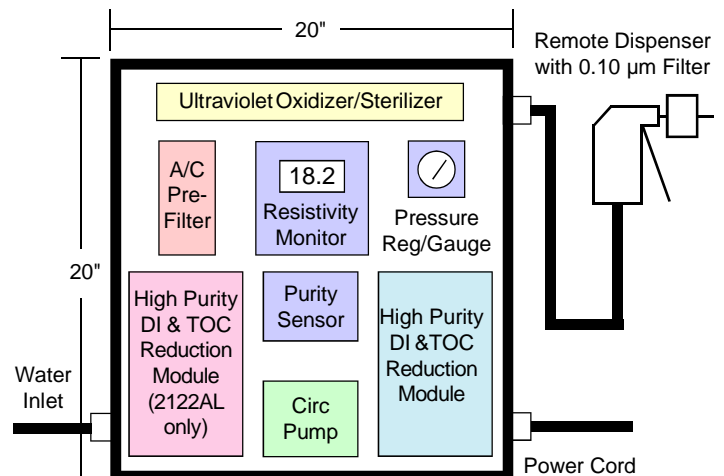 20"
Remote Dispenser
with 0.10 µm Filter
Ultraviolet Oxidizer/Sterilizer
A/C
Pre-
Filter
18.2
Resistivity
Monitor
Pressure
Reg/Gauge
20"
High Purity
DI & TOC
Reduction
Module
(2122AL
only)
Purity
Sensor
High Purity
DI &TOC
Reduction
Module
Water
Inlet
Circ
Pump
Power Cord